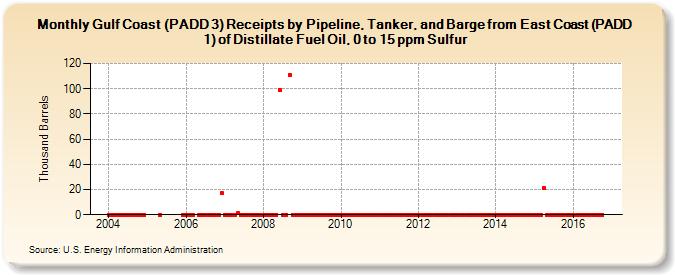 Monthly Gulf Coast (PADD 3) Receipts by Pipeline, Tanker, and Barge from East Coast (PADD
1) of Distillate Fuel Oil, 0 to 15 ppm Sulfur
Thousand Barrels
120
100
80
60
40
20
0
2004 2006 2008 2010 2012 2014 2016
Source: U.S. Energy Information Administration